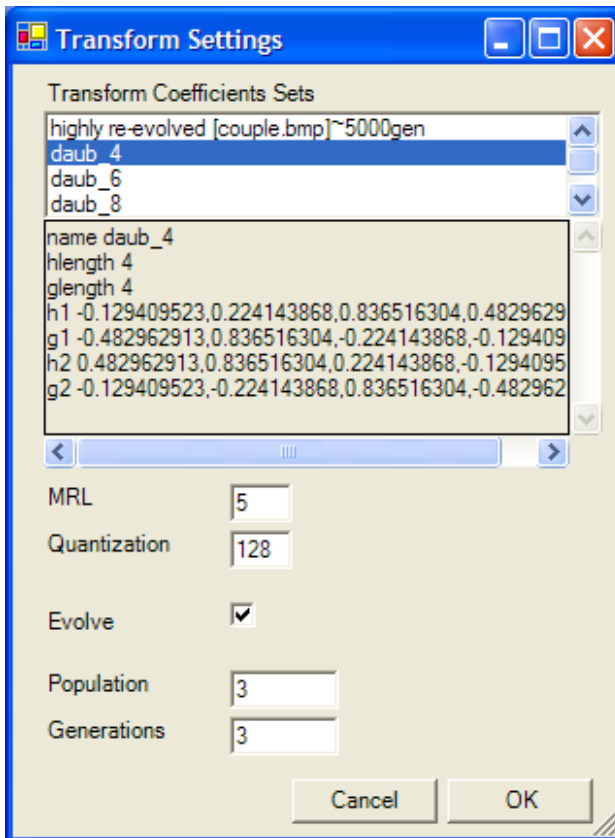 Transform Settings
Transform Coefficients Sets
highly re-evolved [couple.bmp]~5000gen
daub_4
daub_6
daub_8
name daub_4
hlength 4
glength 4
h1 -0.129409523,0.224143868,0.836516304,0.4829629
g1 -0.482962913,0.836516304,-0.224143868,-0.129409
h2 0.482962913,0.836516304,0.224143868,-0.1294095
g2 -0.129409523,-0.224143868,0.836516304,-0.482962
MRL
5
Quantization
128
Evolve
Population
3
Generations
3
Cancel
OK